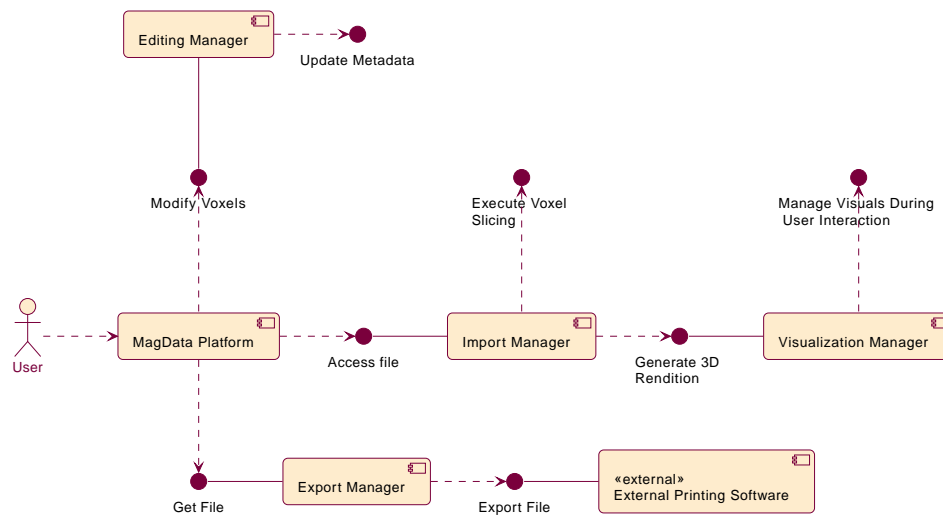 Editing Manager
Update Metadata
Modify Voxels
Execute Voxel
Slicing
Manage Visuals During
User Interaction
User
MagData Platform
Access file
Import Manager
Generate 3D
Rendition
Visualization Manager
Get File
Export Manager
Export File
«external»
External Printing Software